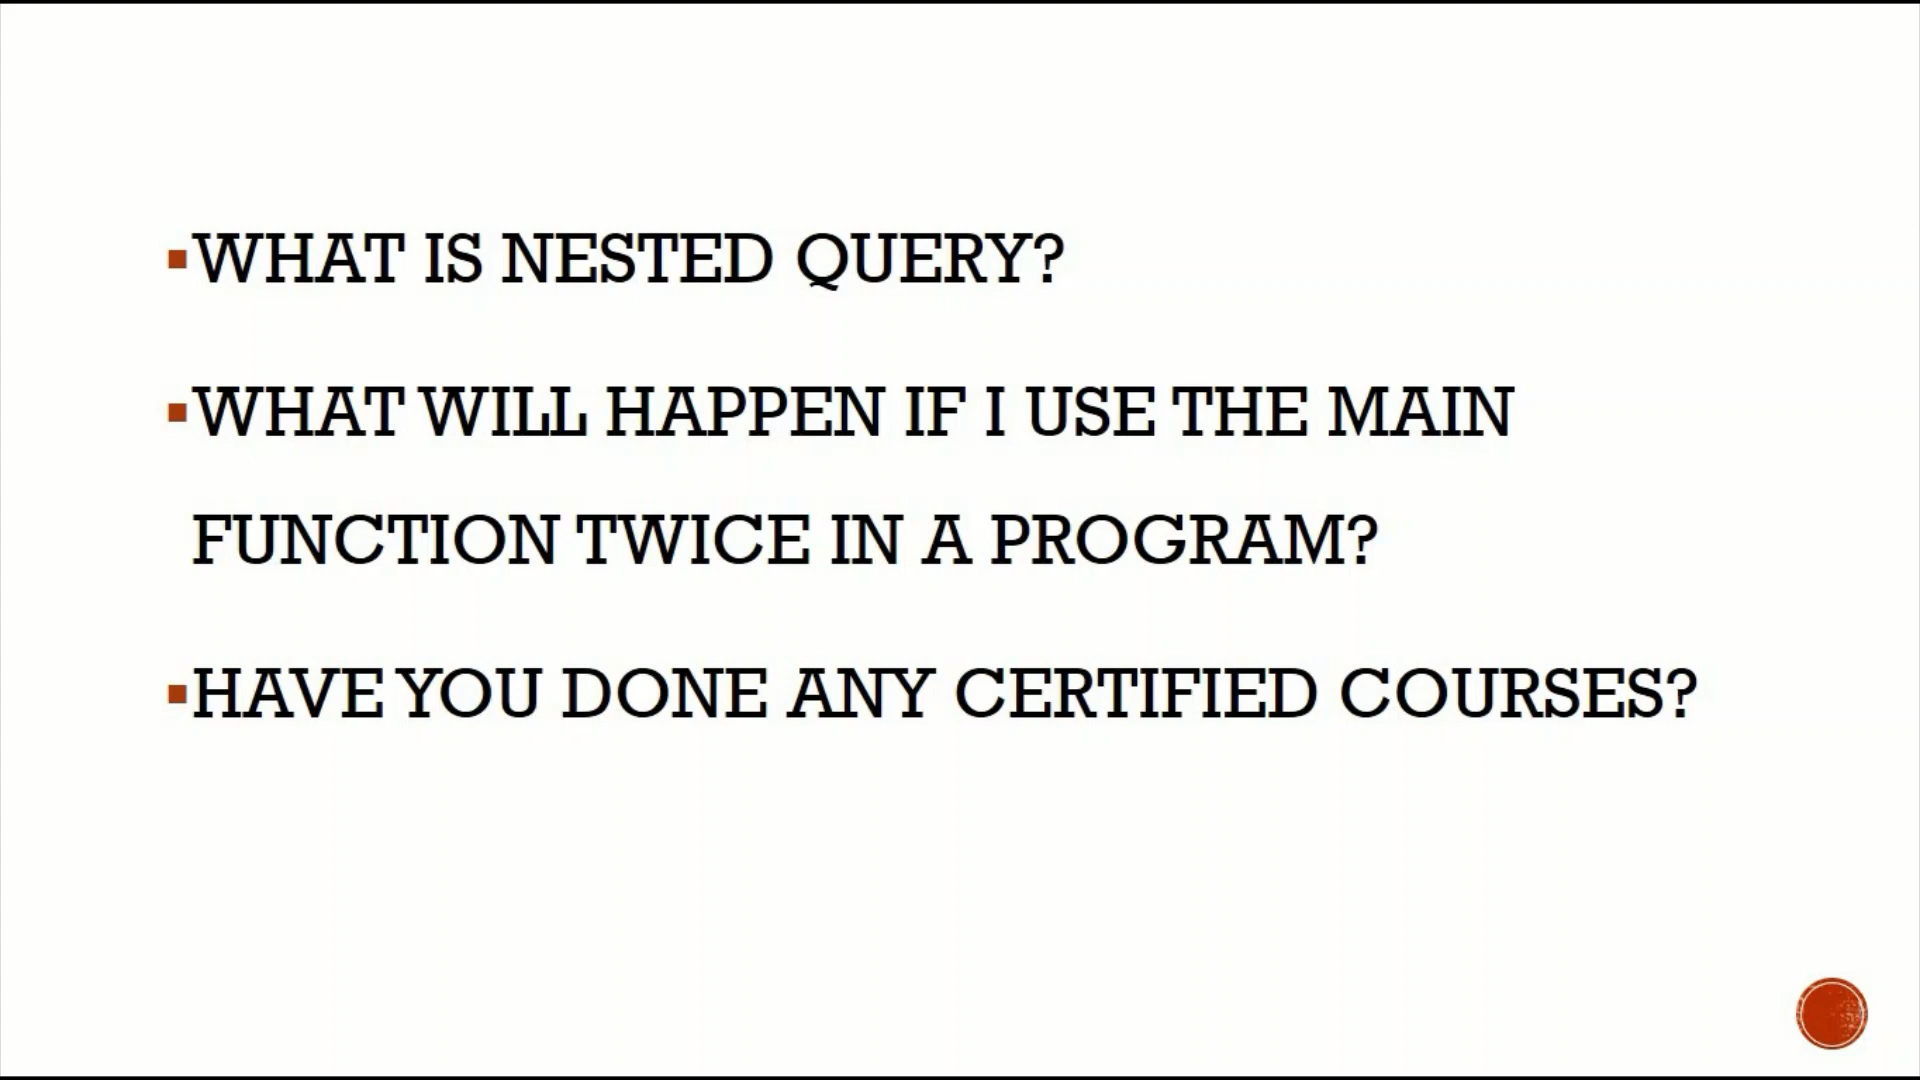 ▪WHAT IS NESTED QUERY?
▪WHAT WILL HAPPEN IF I USE THE MAIN
FUNCTION TWICE IN A PROGRAM?
▪HAVE YOU DONE ANY CERTIFIED COURSES?